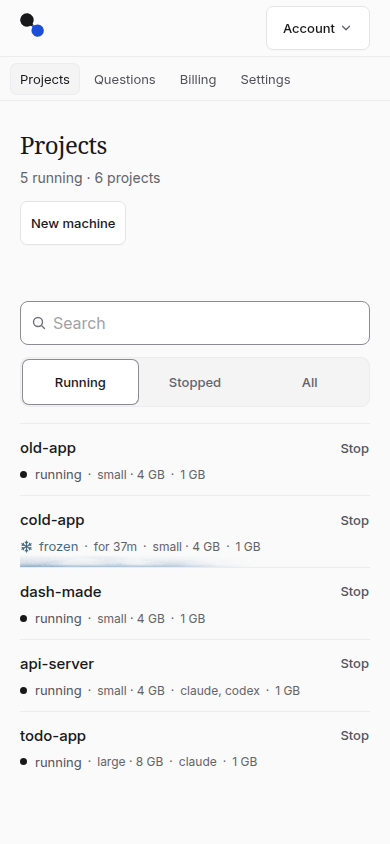 Account
Projects Questions Billing Settings
Projects
5 running · 6 projects
New machine
Search
Running Stopped All
old-app Stop
running · small · 4 GB · 1 GB
cold-app Stop
frozen · for 37m · small · 4 GB · 1 GB
dash-made Stop
running · small · 4 GB · 1 GB
api-server Stop
running · small · 4 GB · claude, codex · 1 GB
todo-app Stop
running · large · 8 GB · claude · 1 GB